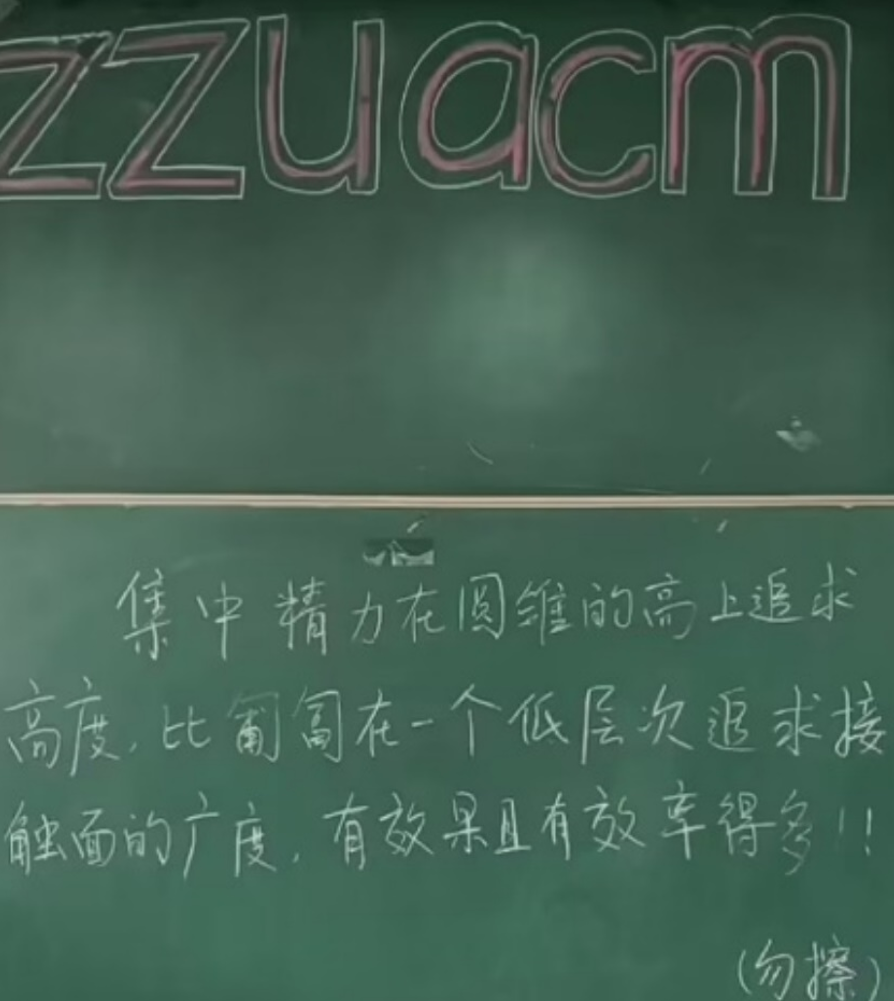 zzuacm
集中精力在圆维的高上追求
高度,比匍匐在一个低层次追求接
触面的广度,有效果且有效率得多!!
(勿擦)